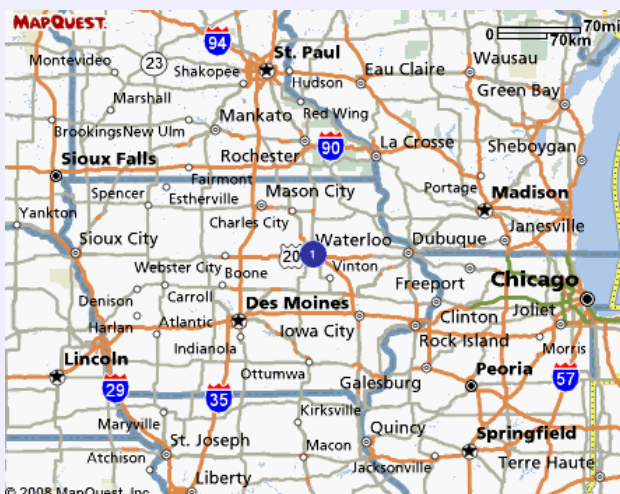 MAPQUEST.
94
St. Paul
0
70mi
70km
Montevideo
23
Shakopee
Hudson
Eau Claire
Wausau
Green Bay
Marshall
Mankato
Red Wing
Brookings
New Ulm
90
La Crosse
Sheboygan
Sioux Falls
Rochester
Fairmont
Mason City
Portage
Madison
Spencer
Estherville
Yankton
Charles City
Janesville
Sioux City
20
1
Waterloo
Dubuque
Webster City
Boone
Vinton
Freeport
Chicago
Denison
Carroll
Des Moines
Clinton
Joliet
Harlan
Atlantic
Iowa City
Rock Island
Morris
Lincoln
Indianola
Ottumwa
Galesburg
Peoria
57
29
35
Maryville
Kirksville
Quincy
Springfield
St. Joseph
Macon
Atchison
Jacksonville
Terre Haute
Liberty
© 2008 MapQuest, Inc